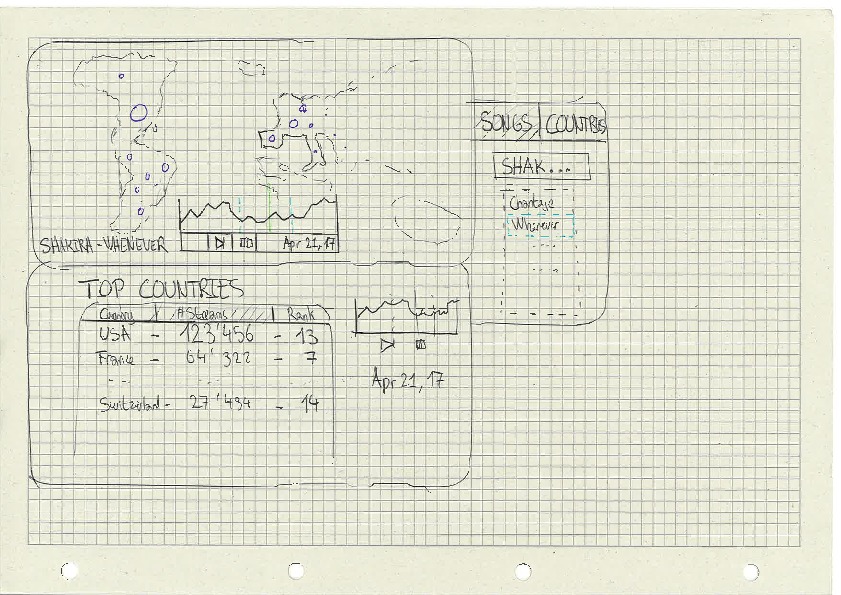 SONGS COUNTRIES
SHAK...
Chantaje
Whenever
SHAKIRA - WHENEVER
Apr 21, 17
TOP COUNTRIES
Country # Streams Rank
USA - 123'456 - 13
France - 64'322 - 7
Switzerland - 27'494 - 14
Apr 21, 17